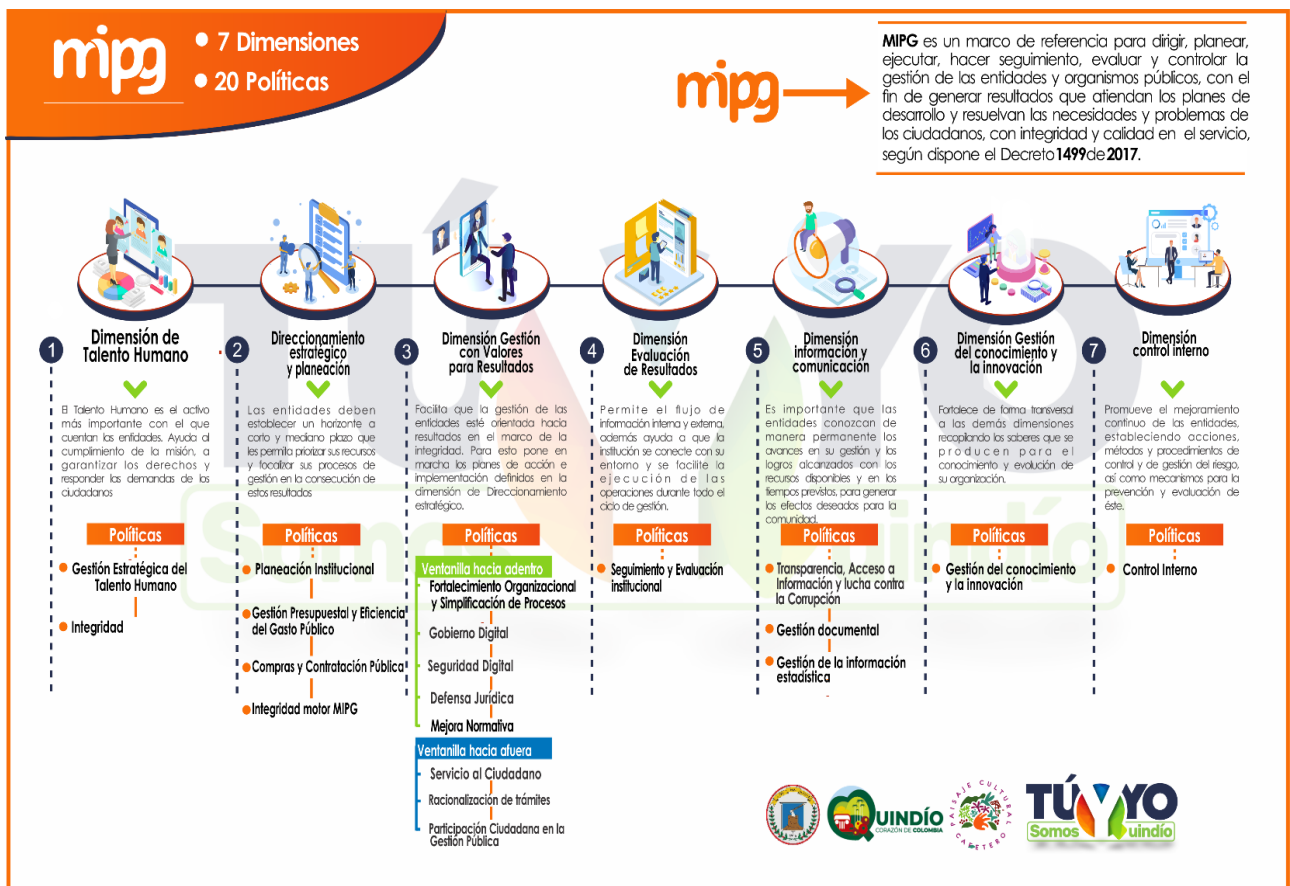 mipg
• 7 Dimensiones
• 20 Políticas
mipg
MIPG es un marco de referencia para dirigir, planear,
ejecutar, hacer seguimiento, evaluar y controlar la
gestión de las entidades y organismos públicos, con el
fin de generar resultados que atiendan los planes de
desarrollo y resuelvan las necesidades y problemas de
los ciudadanos, con integridad y calidad en el servicio,
según dispone el Decreto 1499 de 2017.
TÚ Y YO
Somos Quindío
1
Dimensión de
Talento Humano
El Talento Humano es el activo
más importante con el que
cuentan las entidades. Ayuda al
cumplimiento de la misión, a
garantizar los derechos y
responder las demandas de los
ciudadanos
Políticas
Gestión Estratégica del
Talento Humano
Integridad
2
Direccionamiento
estratégico
y planeación
Las entidades deben
establecer un horizonte a
corto y mediano plazo que
les permita priorizar sus recursos
y focalizar sus procesos de
gestión en la consecución de
estos resultados
Políticas
Planeación Institucional
Gestión Presupuestal y Eficiencia
del Gasto Público
Compras y Contratación Pública
Integridad motor MIPG
3
Dimensión Gestión
con Valores
para Resultados
Facilita que la gestión de las
entidades esté orientada hacia
resultados en el marco de la
integridad. Para esto pone en
marcha los planes de acción e
implementación definidos en la
dimensión de Direccionamiento
estratégico.
Políticas
Ventanilla hacia adentro
Fortalecimiento Organizacional
y Simplificación de Procesos
Gobierno Digital
Seguridad Digital
Defensa Jurídica
Mejora Normativa
Ventanilla hacia afuera
Servicio al Ciudadano
Racionalización de trámites
Participación Ciudadana en la
Gestión Pública
4
Dimensión
Evaluación
de Resultados
Permite el flujo de
información interna y externa,
además ayuda a que la
institución se conecte con su
entorno y se facilite la
ejecución de las
operaciones durante todo el
ciclo de gestión.
Políticas
Seguimiento y Evaluación
institucional
5
Dimensión
información y
comunicación
Es importante que las
entidades conozcan de
manera permanente los
avances en su gestión y los
logros alcanzados con los
recursos disponibles y en los
tiempos previstos, para generar
los efectos deseados para la
comunidad.
Políticas
Transparencia, Acceso a
Información y lucha contra
la Corrupción
Gestión documental
Gestión de la información
estadística
6
Dimensión Gestión
del conocimiento y
la innovación
Fortalece de forma transversal
a las demás dimensiones
recopilando los saberes que se
producen para el
conocimiento y evolución de
su organización.
Políticas
Gestión del conocimiento
y la innovación
7
Dimensión
control interno
Promueve el mejoramiento
continuo de las entidades,
estableciendo acciones,
métodos y procedimientos de
control y de gestión del riesgo,
así como mecanismos para la
prevención y evaluación de
éste.
Políticas
Control Interno
QUINDÍO
CORAZÓN DE COLOMBIA
PAISAJE CULTURAL
CAFETERO
TÚ Y YO
Somos Quindío